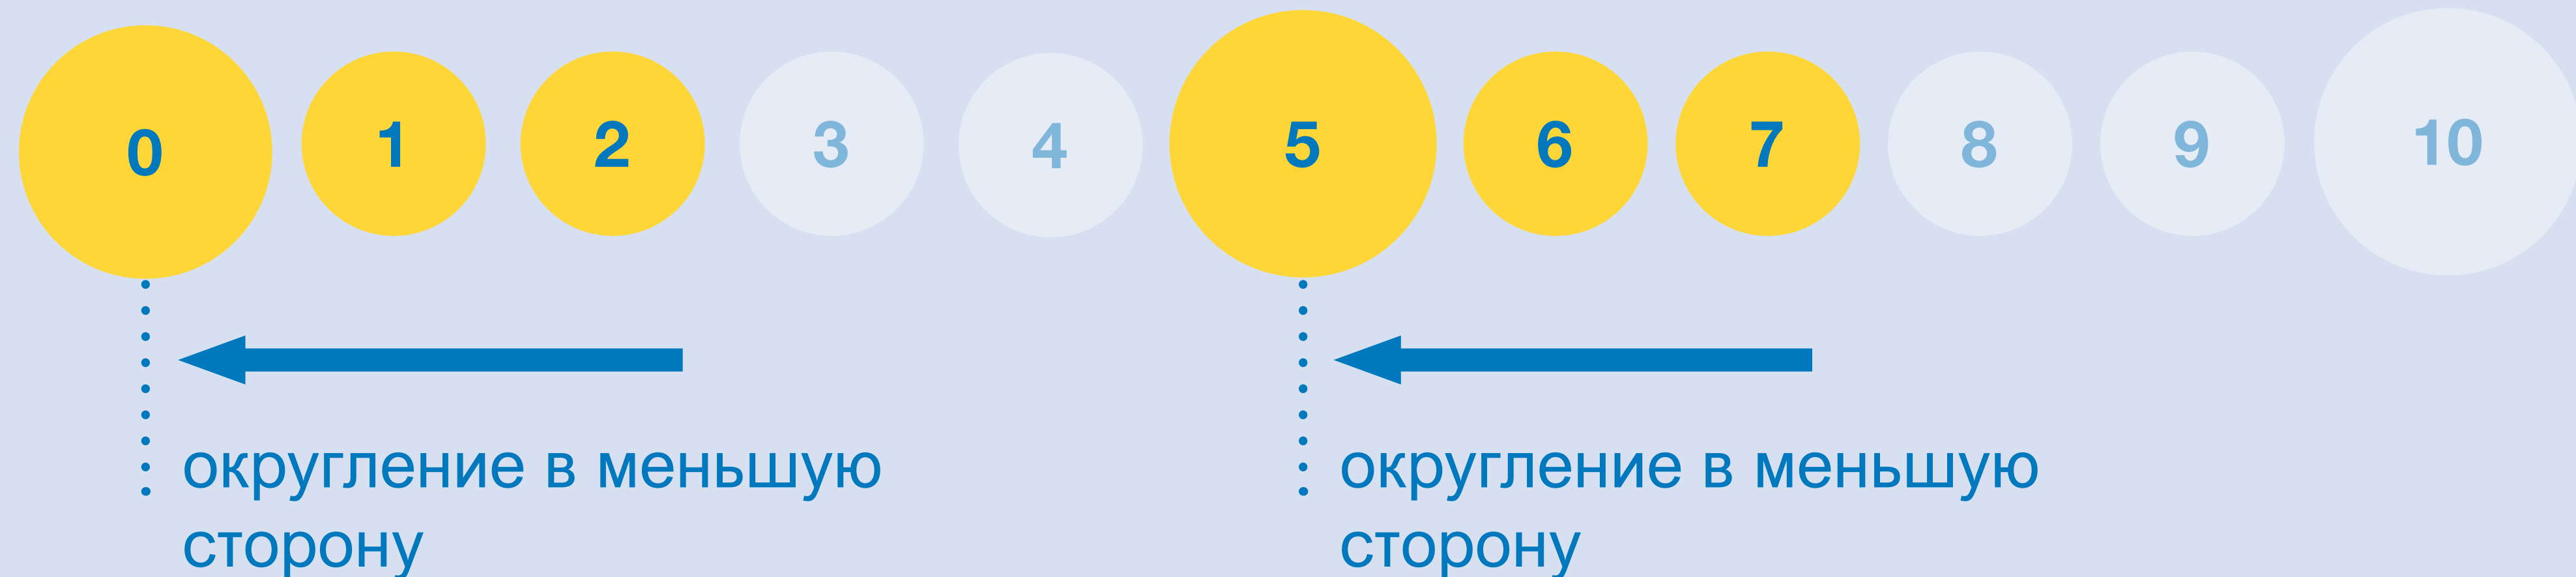 0 1 2 3 4 5 6 7 8 9 10
округление в меньшую
сторону
округление в меньшую
сторону